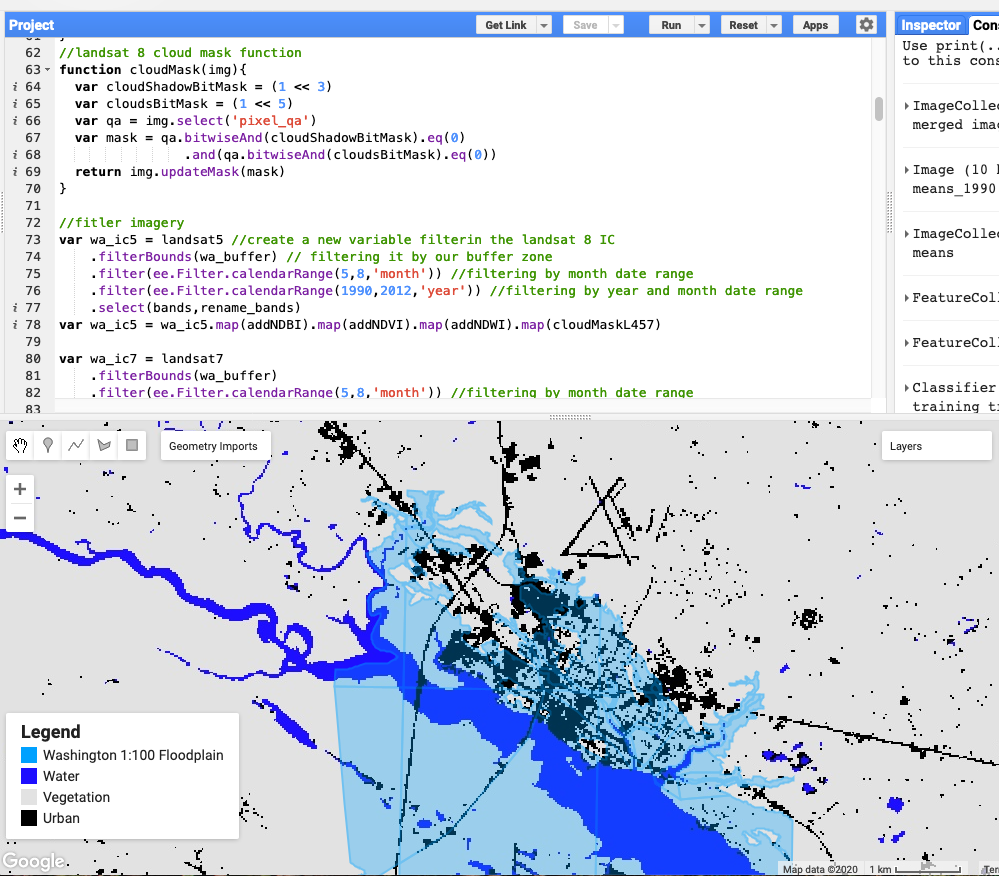 Project
Get Link
Save
Run
Reset
Apps
62 //landsat 8 cloud mask function
63 function cloudMask(img){
i 64 var cloudShadowBitMask = (1 << 3)
i 65 var cloudsBitMask = (1 << 5)
i 66 var qa = img.select('pixel_qa')
67 var mask = qa.bitwiseAnd(cloudShadowBitMask).eq(0)
i 68 .and(qa.bitwiseAnd(cloudsBitMask).eq(0))
i 69 return img.updateMask(mask)
70 }
71
72 //fitler imagery
73 var wa_ic5 = landsat5 //create a new variable filterin the landsat 8 IC
74 .filterBounds(wa_buffer) // filtering it by our buffer zone
75 .filter(ee.Filter.calendarRange(5,8,'month')) //filtering by month date range
76 .filter(ee.Filter.calendarRange(1990,2012,'year')) //filtering by year and month date range
i 77 .select(bands,rename_bands)
i 78 var wa_ic5 = wa_ic5.map(addNDBI).map(addNDVI).map(addNDWI).map(cloudMaskL457)
79
80 var wa_ic7 = landsat7
81 .filterBounds(wa_buffer)
82 .filter(ee.Filter.calendarRange(5,8,'month')) //filtering by month date range
83
Inspector
Con
Use print(..
to this cons
ImageCollec
merged imag
Image (10
means_1990
ImageCollec
means
FeatureColl
FeatureColl
Classifier
training t
Geometry Imports
Layers
+
−
Legend
Washington 1:100 Floodplain
Water
Vegetation
Urban
Google
Map data ©2020
1 km
Ter